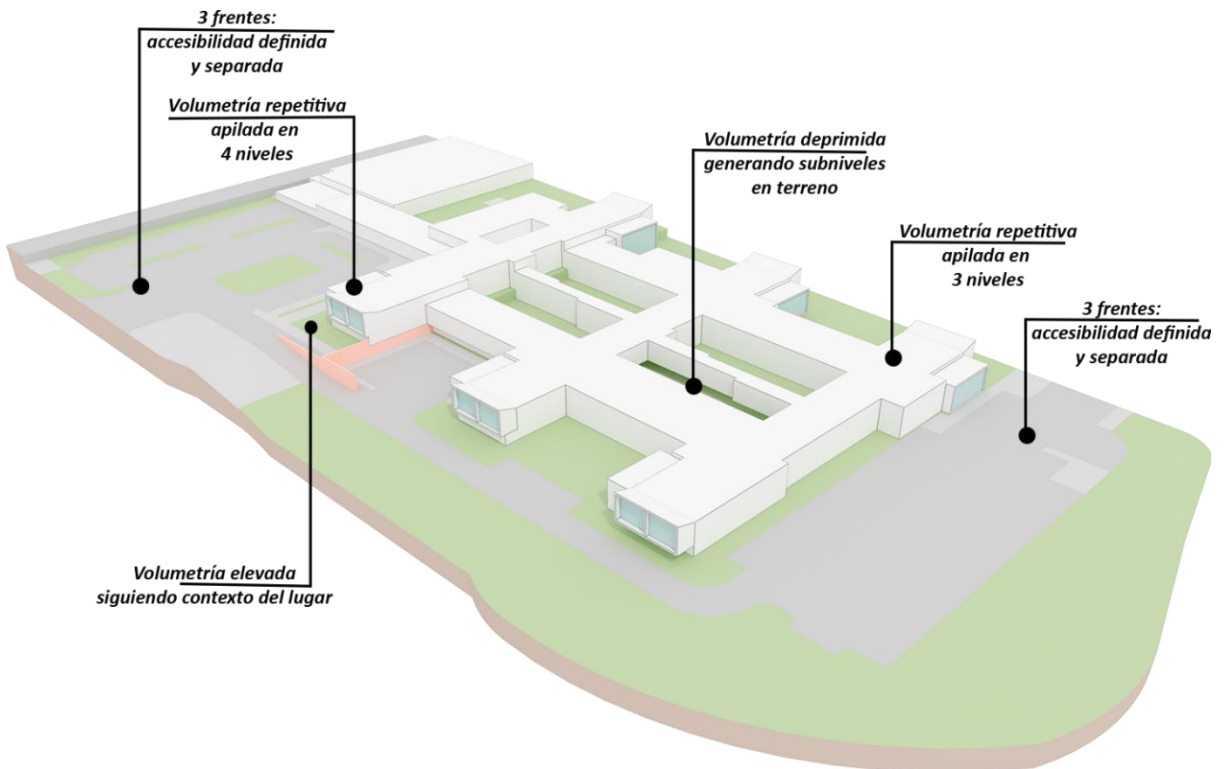 3 frentes:
accesibilidad definida
y separada
Volumetría repetitiva
apilada en
4 niveles
Volumetría deprimida
generando subniveles
en terreno
Volumetría repetitiva
apilada en
3 niveles
3 frentes:
accesibilidad definida
y separada
Volumetría elevada
siguiendo contexto del lugar